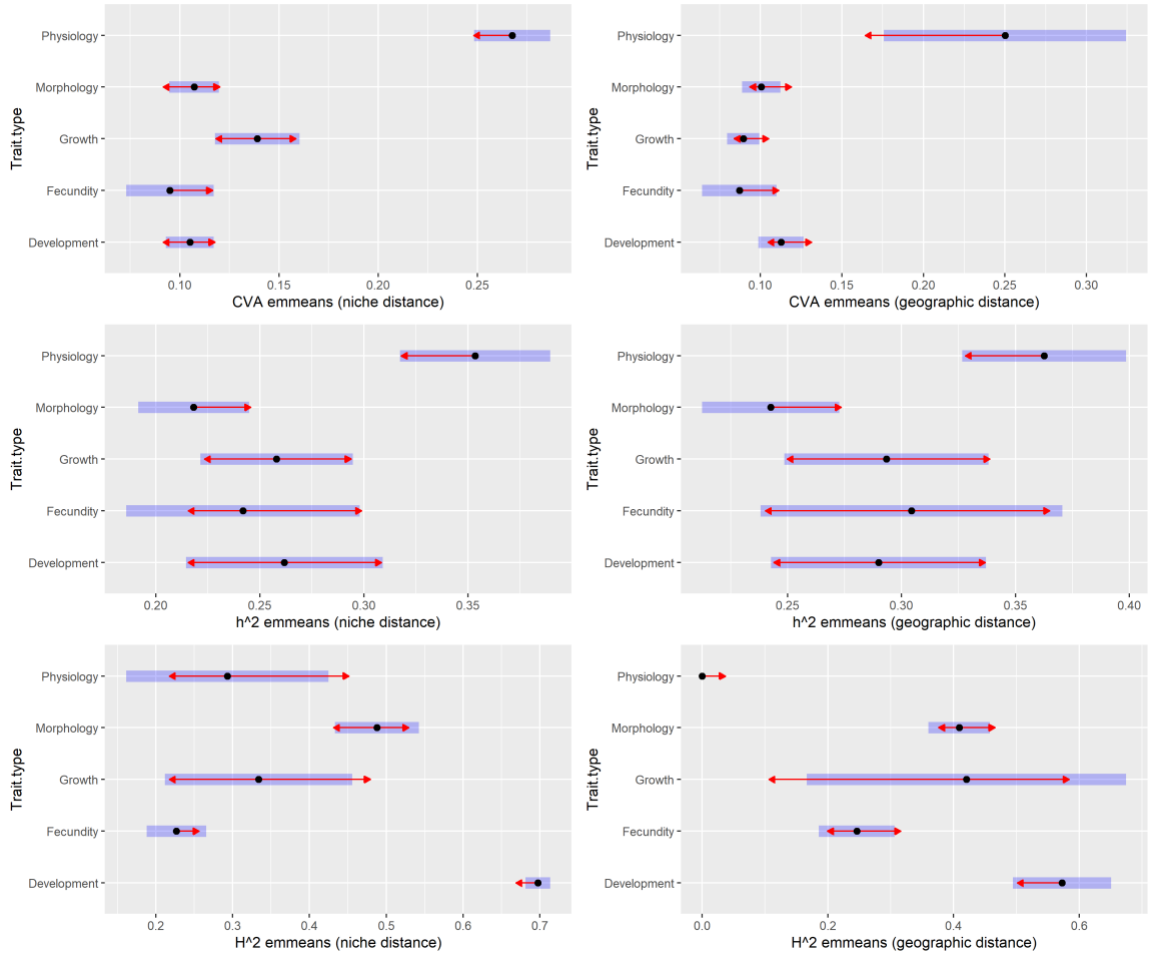 Trait.type
Physiology
Morphology
Growth
Fecundity
Development
0.10 0.15 0.20 0.25
CVA emmeans (niche distance)
Trait.type
Physiology
Morphology
Growth
Fecundity
Development
0.10 0.15 0.20 0.25 0.30
CVA emmeans (geographic distance)
Trait.type
Physiology
Morphology
Growth
Fecundity
Development
0.20 0.25 0.30 0.35
h^2 emmeans (niche distance)
Trait.type
Physiology
Morphology
Growth
Fecundity
Development
0.25 0.30 0.35 0.40
h^2 emmeans (geographic distance)
Trait.type
Physiology
Morphology
Growth
Fecundity
Development
0.2 0.3 0.4 0.5 0.6 0.7
H^2 emmeans (niche distance)
Trait.type
Physiology
Morphology
Growth
Fecundity
Development
0.0 0.2 0.4 0.6
H^2 emmeans (geographic distance)